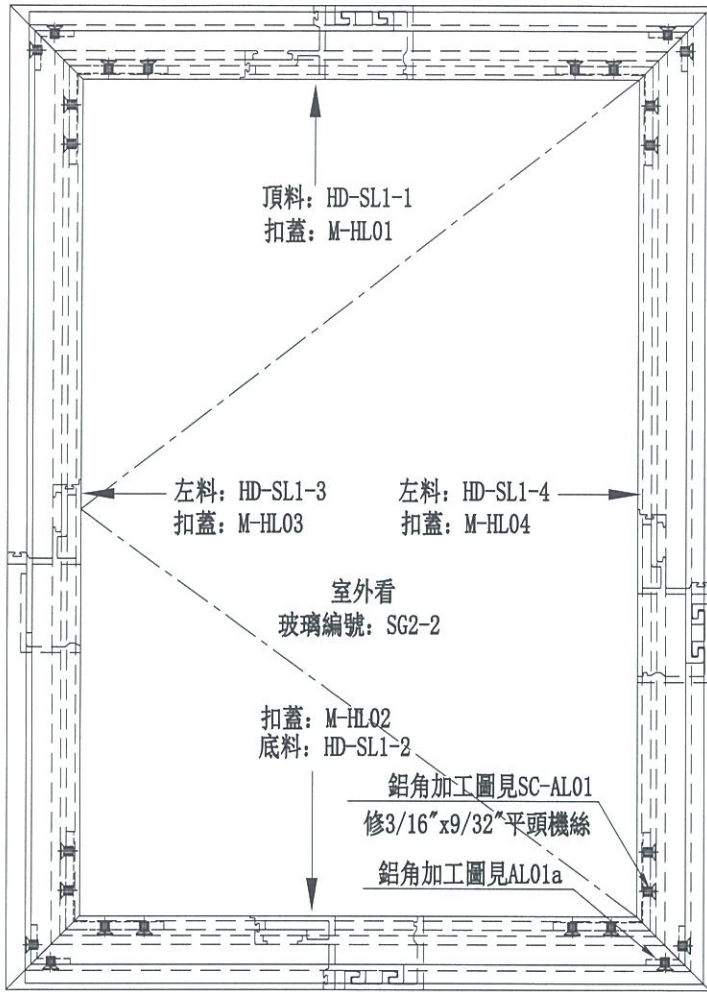 頂料: HD-SL1-1
扣蓋: M-HL01
左料: HD-SL1-3
扣蓋: M-HL03
左料: HD-SL1-4
扣蓋: M-HL04
室外看
玻璃編號: SG2-2
扣蓋: M-HL02
底料: HD-SL1-2
鋁角加工圖見SC-AL01
修3/16"x9/32"平頭機絲
鋁角加工圖見AL01a